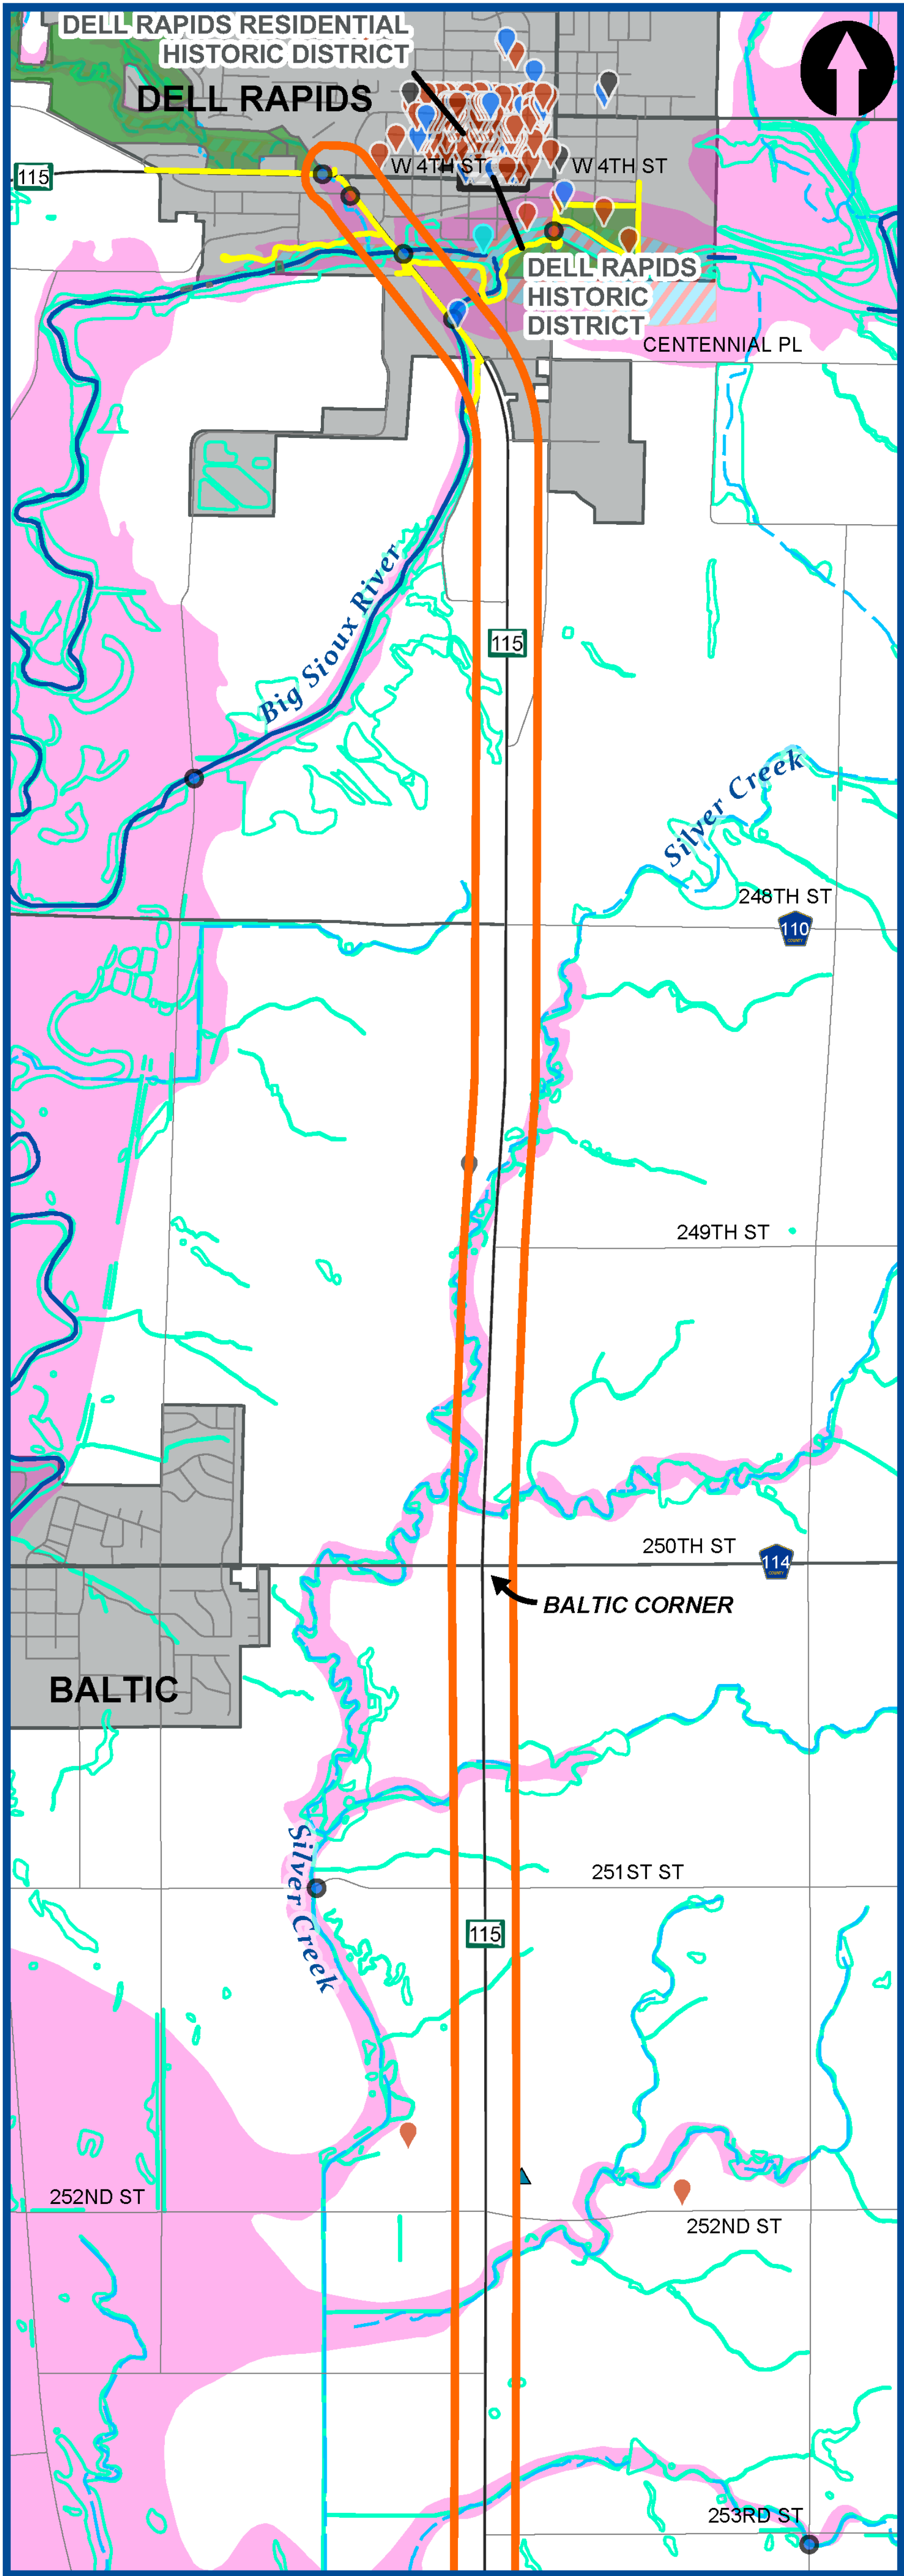 DELL RAPIDS RESIDENTIAL
HISTORIC DISTRICT
DELL RAPIDS
W 4TH ST
W 4TH ST
115
DELL RAPIDS
HISTORIC
DISTRICT
CENTENNIAL PL
Big Sioux River
115
Silver Creek
248TH ST
110
COUNTY
249TH ST
250TH ST
114
COUNTY
BALTIC CORNER
BALTIC
251ST ST
Silver Creek
115
252ND ST
252ND ST
253RD ST